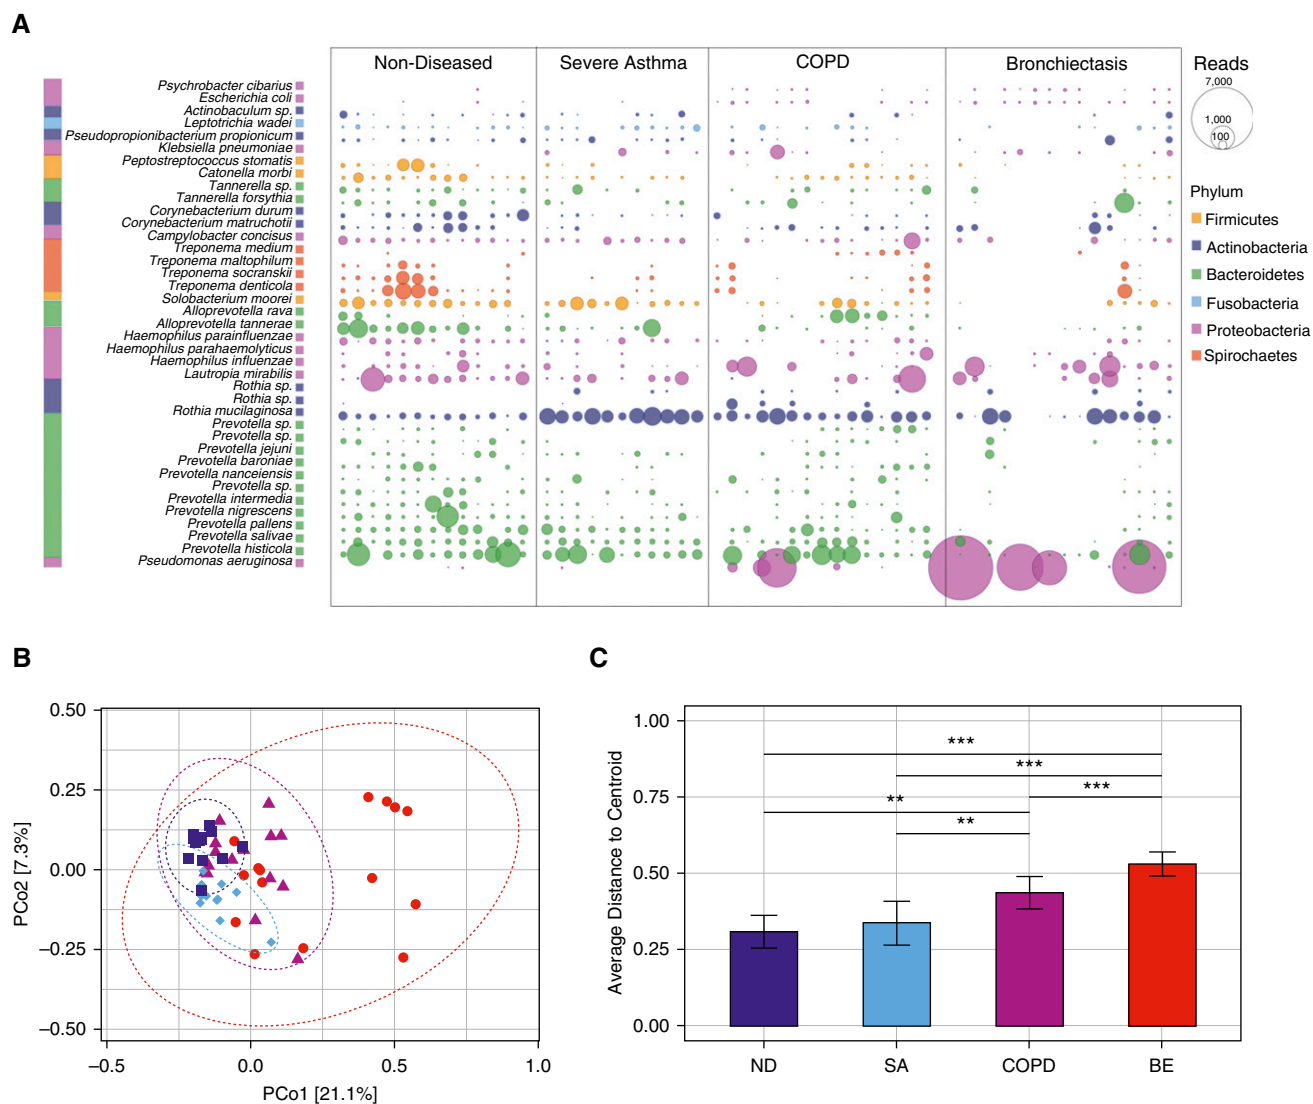 A
Non-Diseased
Severe Asthma
COPD
Bronchiectasis
Reads
7,000
1,000
100
Psychrobacter cibarius
Escherichia coli
Actinobaculum sp.
Leptotrichia wadei
Pseudopropionibacterium propionicum
Klebsiella pneumoniae
Peptostreptococcus stomatis
Catonella morbi
Tannerella sp.
Tannerella forsythia
Corynebacterium durum
Corynebacterium matruchotii
Campylobacter concisus
Treponema medium
Treponema maltophilum
Treponema socranskii
Treponema denticola
Solobacterium moorei
Alloprevotella rava
Alloprevotella tannerae
Haemophilus parainfluenzae
Haemophilus parahaemolyticus
Haemophilus influenzae
Lautropia mirabilis
Rothia sp.
Rothia sp.
Rothia mucilaginosa
Prevotella sp.
Prevotella sp.
Prevotella jejuni
Prevotella baroniae
Prevotella nanceiensis
Prevotella sp.
Prevotella intermedia
Prevotella nigrescens
Prevotella pallens
Prevotella salivae
Prevotella histicola
Pseudomonas aeruginosa
Phylum
Firmicutes
Actinobacteria
Bacteroidetes
Fusobacteria
Proteobacteria
Spirochaetes
B
0.50
0.25
0.00
−0.25
−0.50
PCo2 [7.3%]
−0.5
0.0
0.5
1.0
PCo1 [21.1%]
C
1.00
0.75
0.50
0.25
0.00
Average Distance to Centroid
***
***
***
**
**
ND
SA
COPD
BE